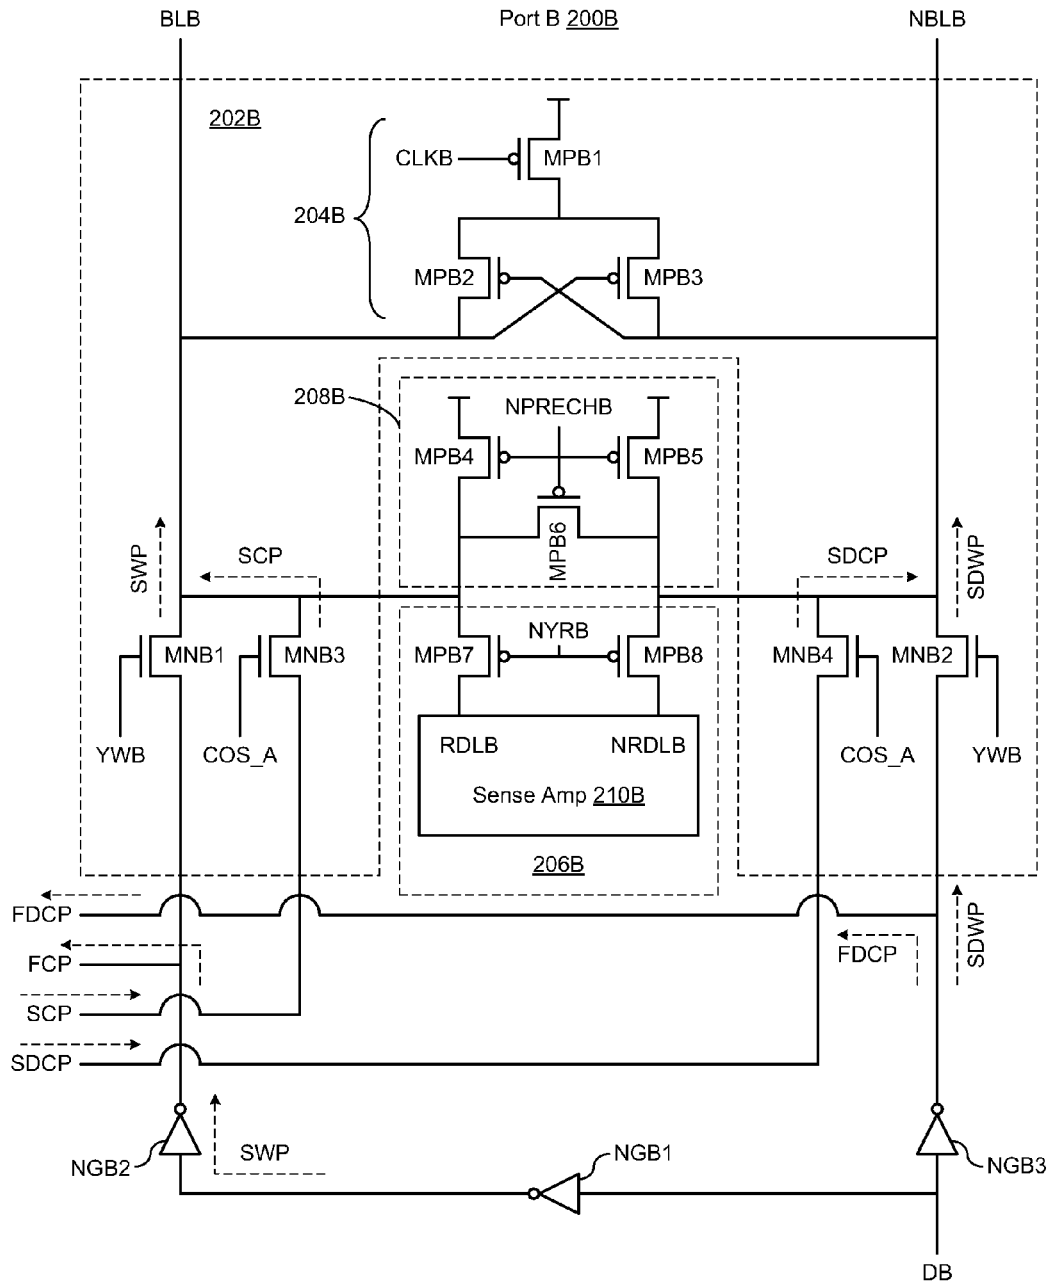 BLB
Port B 200B
NBLB
202B
CLKB
MPB1
204B
MPB2
MPB3
208B
NPRECHB
MPB4
MPB5
MPB6
SWP
SCP
SDCP
SDWP
NYRB
MNB1
MNB3
MPB7
MPB8
MNB4
MNB2
YWB
COS_A
RDLB
NRDLB
COS_A
YWB
Sense Amp 210B
206B
FDCP
FCP
FDCP
SDWP
SCP
SDCP
SWP
NGB2
NGB1
NGB3
DB